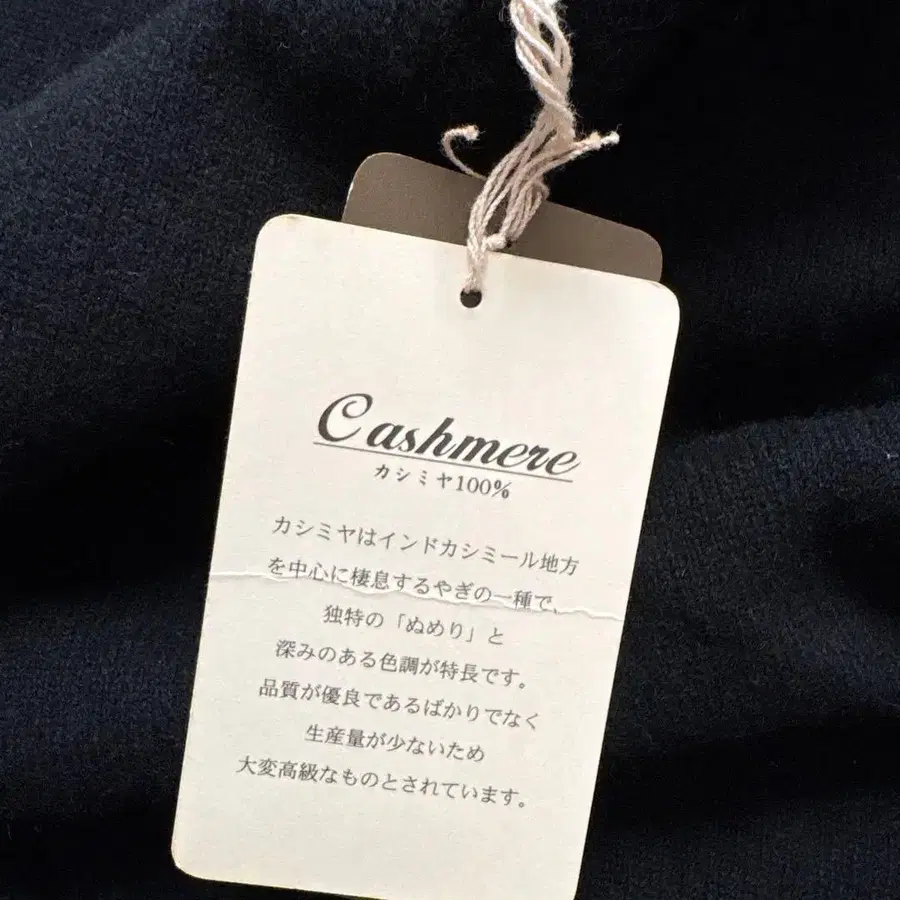 Cashmere
カシミヤ100%
カシミヤはインドカシミール地方
を中心に棲息するやぎの一種で、
独特の「ぬめり」と
深みのある色調が特長です。
品質が優良であるばかりでなく
生産量が少ないため
大変高級なものとされています。